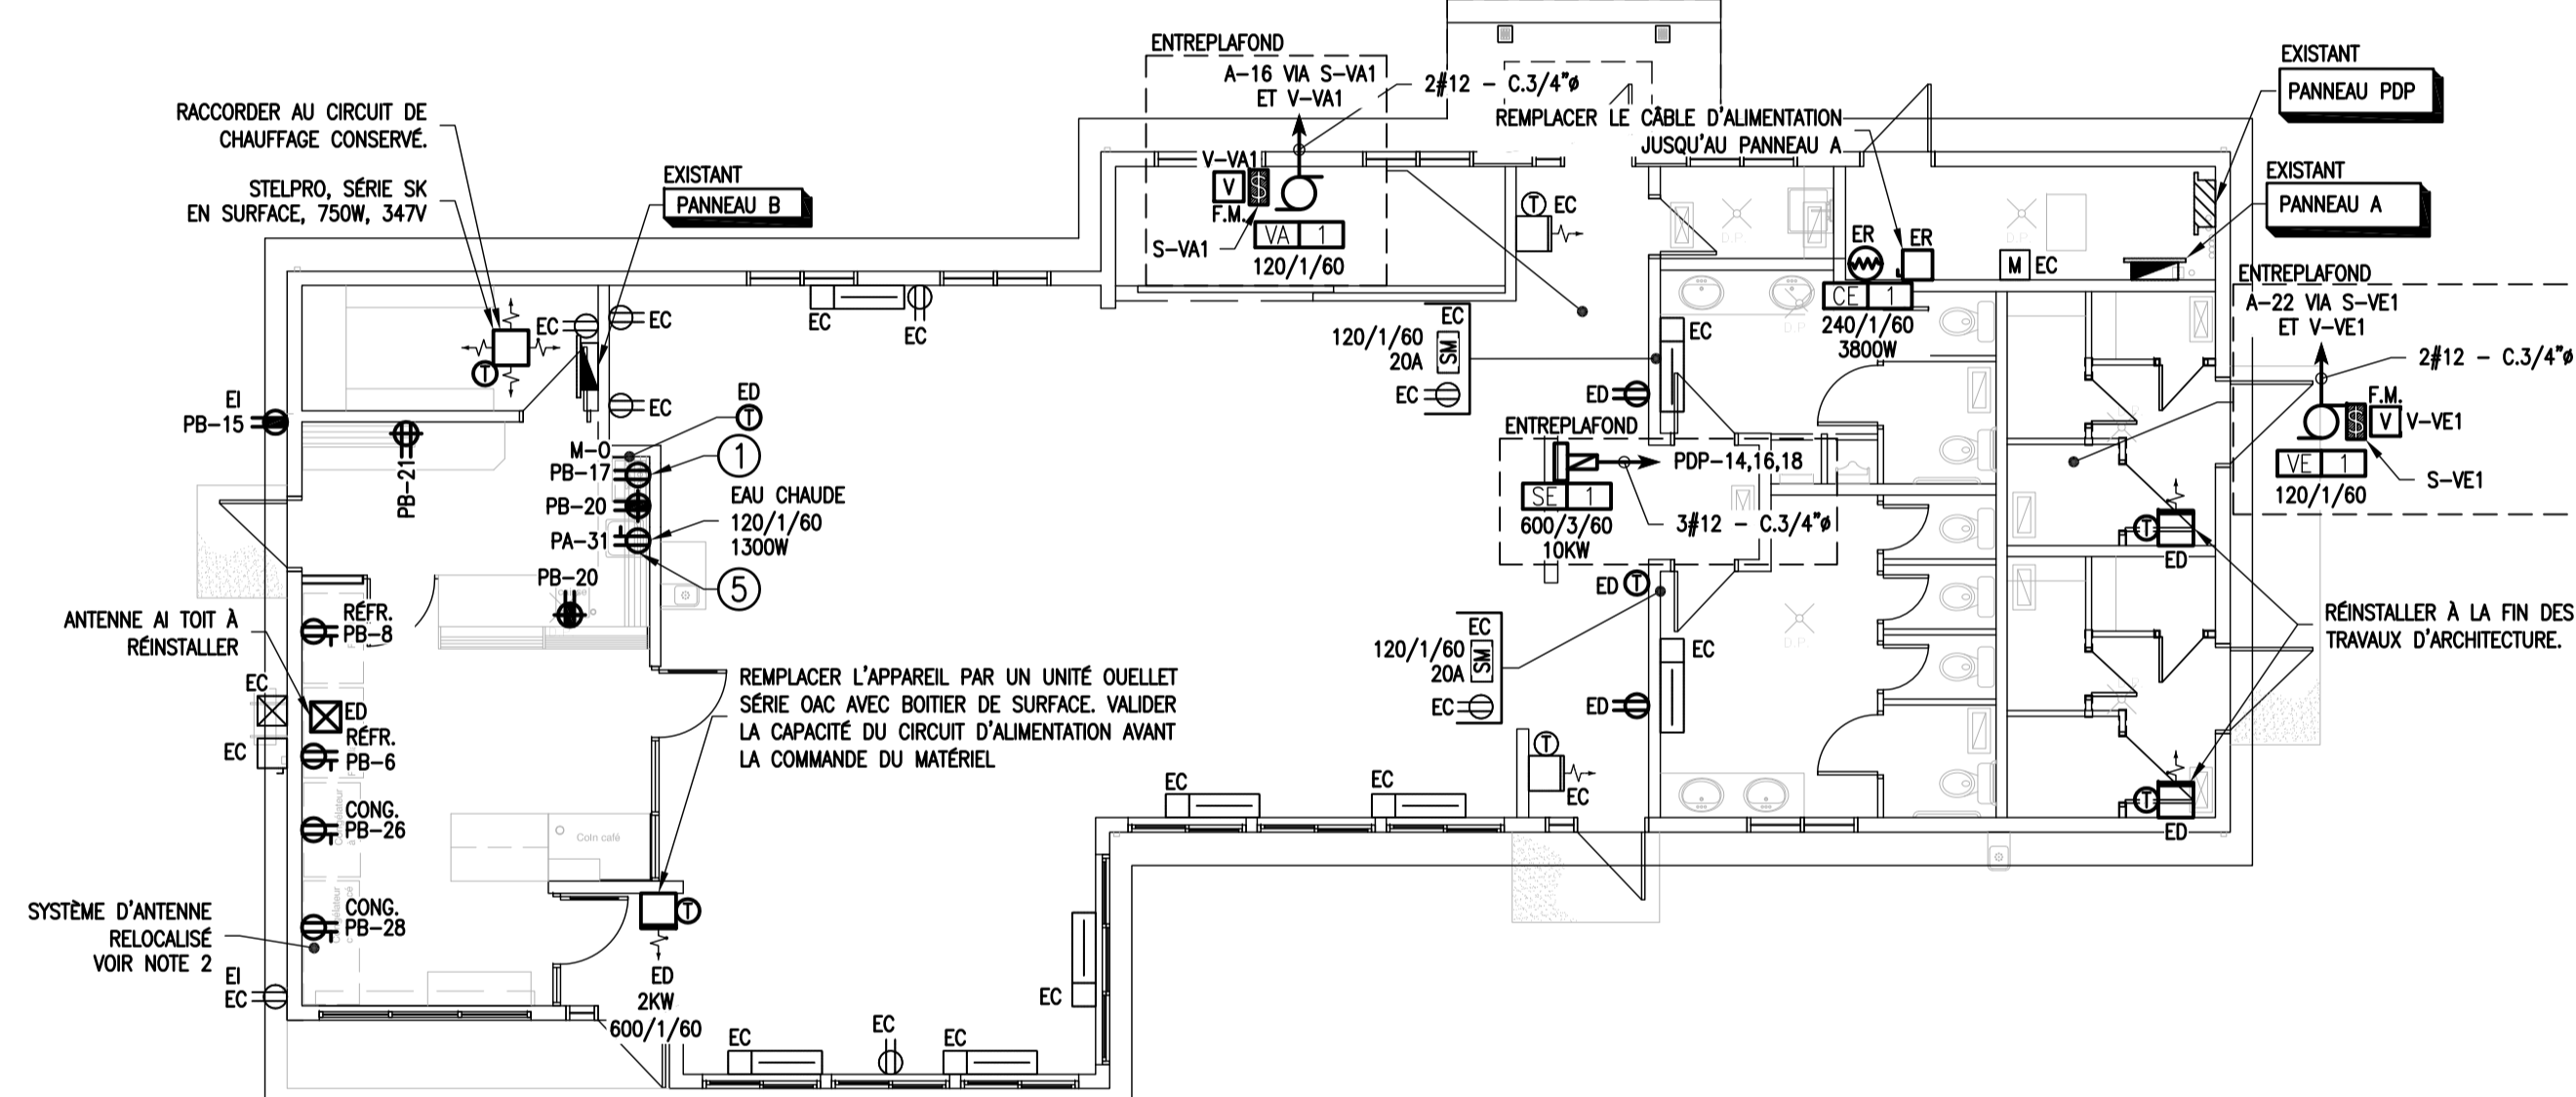 ENTREPLAFOND
A-16 VIA S-VA1
ET V-VA1
2#12 - C.3/4"ø
EXISTANT
PANNEAU PDP
RACCORDER AU CIRCUIT DE
CHAUFFAGE CONSERVÉ.
REMPLACER LE CÂBLE D'ALIMENTATION
JUSQU'AU PANNEAU A
STELPRO, SÉRIE SK
EN SURFACE, 750W, 347V
EXISTANT
PANNEAU B
V-VA1
V
$
F.M.
S-VA1
VA 1
120/1/60
T
EC
D.P.
EXISTANT
PANNEAU A
ER
ER
D.P.
M
EC
CE 1
240/1/60
3800W
D.P.
ENTREPLAFOND
A-22 VIA S-VE1
ET V-VE1
2#12 - C.3/4"ø
F.M.
$
V
V-VE1
VE 1
S-VE1
120/1/60
EC
EC
EC
EC
EC
T
EC
120/1/60
20A
SM
EC
EC
ED
EI
PB-15
PB-21
ED
T
M-O
PB-17
1
PB-20
EAU CHAUDE
120/1/60
1300W
PA-31
5
PB-20
ENTREPLAFOND
PDP-14,16,18
SE 1
600/3/60
10KW
3#12 - C.3/4"ø
ED
T
T
ED
ANTENNE AI TOIT À
RÉINSTALLER
RÉFR.
PB-8
EC
ED
RÉFR.
PB-6
EC
REMPLACER L'APPAREIL PAR UN UNITÉ OUELLET
SÉRIE OAC AVEC BOITIER DE SURFACE. VALIDER
LA CAPACITÉ DU CIRCUIT D'ALIMENTATION AVANT
LA COMMANDE DU MATÉRIEL
EC
120/1/60
20A
SM
EC
EC
ED
D.P.
RÉINSTALLER À LA FIN DES
TRAVAUX D'ARCHITECTURE.
T
EC
EC
EC
T
ED
CONG.
PB-26
Coin café
CONG.
PB-28
SYSTÈME D'ANTENNE
RELOCALISÉ
VOIR NOTE 2
EI
EC
T
ED
2KW
600/1/60
EC
EC
EC
EC